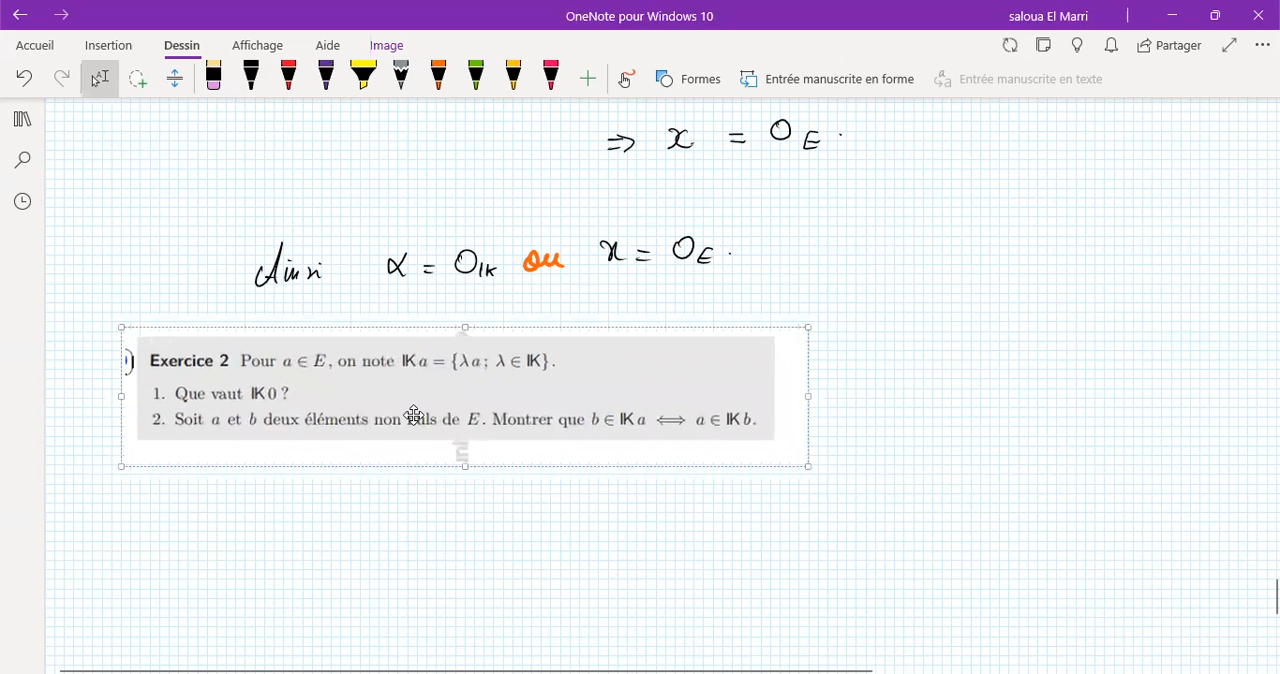 OneNote pour Windows 10
saloua El Marri
Accueil Insertion Dessin Affichage Aide Image
Partager
Formes Entrée manuscrite en forme Entrée manuscrite en texte
⇒ x = 0_E .
Ainsi α = 0_𝕂 ou x = 0_E .
Exercice 2 Pour a ∈ E, on note 𝕂a = {λa ; λ ∈ 𝕂}.
1. Que vaut 𝕂0 ?
2. Soit a et b deux éléments non nuls de E. Montrer que b ∈ 𝕂a ⟺ a ∈ 𝕂b.